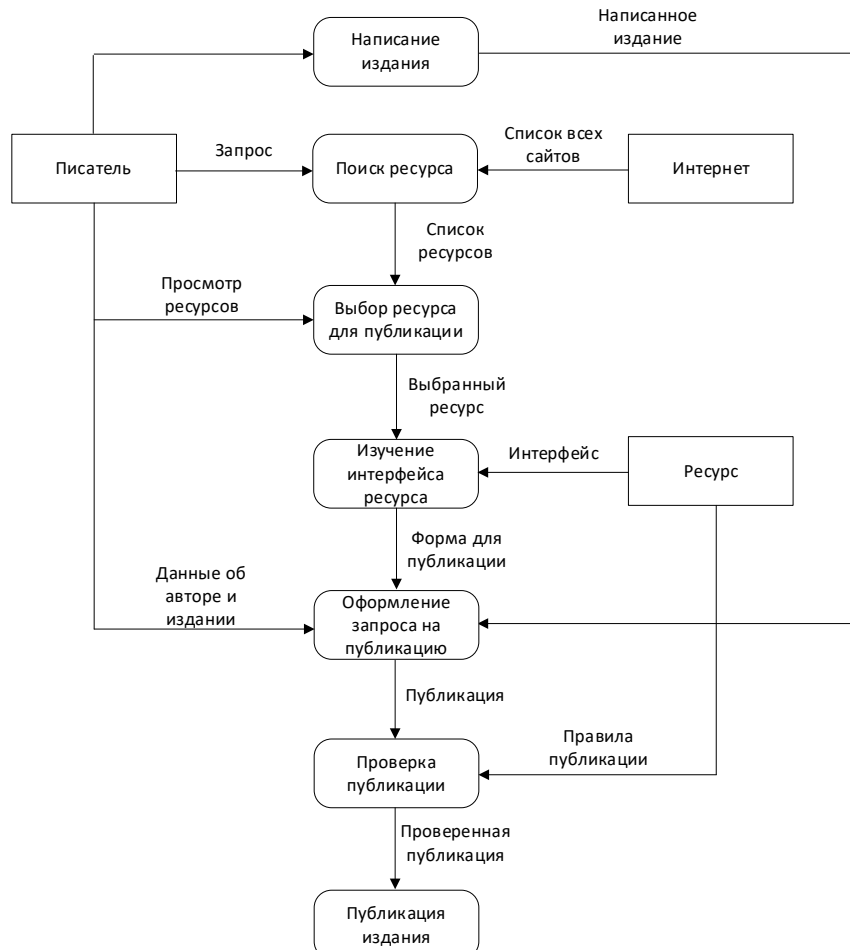 Написание
издания
Написанное
издание
Писатель
Запрос
Поиск ресурса
Список всех
сайтов
Интернет
Список
ресурсов
Просмотр
ресурсов
Выбор ресурса
для публикации
Выбранный
ресурс
Изучение
интерфейса
ресурса
Интерфейс
Ресурс
Форма для
публикации
Данные об
авторе и
издании
Оформление
запроса на
публикацию
Публикация
Проверка
публикации
Правила
публикации
Проверенная
публикация
Публикация
издания